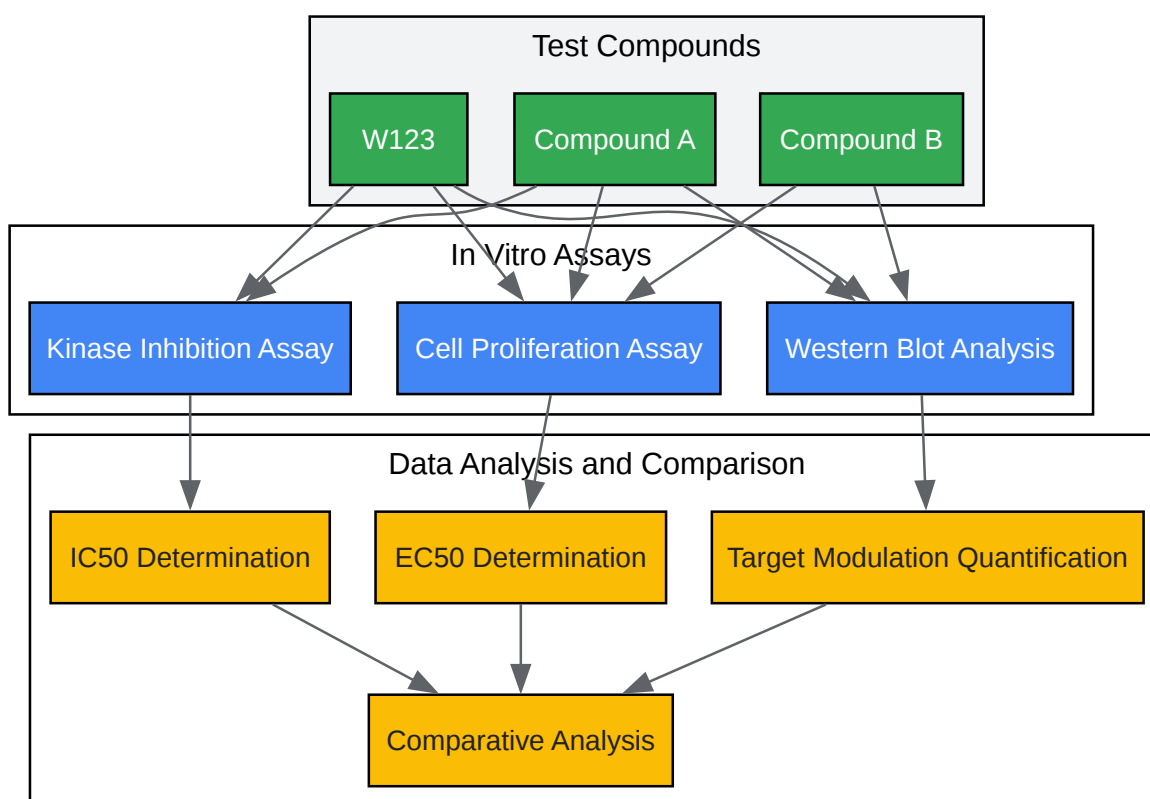 Test Compounds
W123
Compound A
Compound B
In Vitro Assays
Kinase Inhibition Assay
Cell Proliferation Assay
Western Blot Analysis
Data Analysis and Comparison
IC50 Determination
EC50 Determination
Target Modulation Quantification
Comparative Analysis